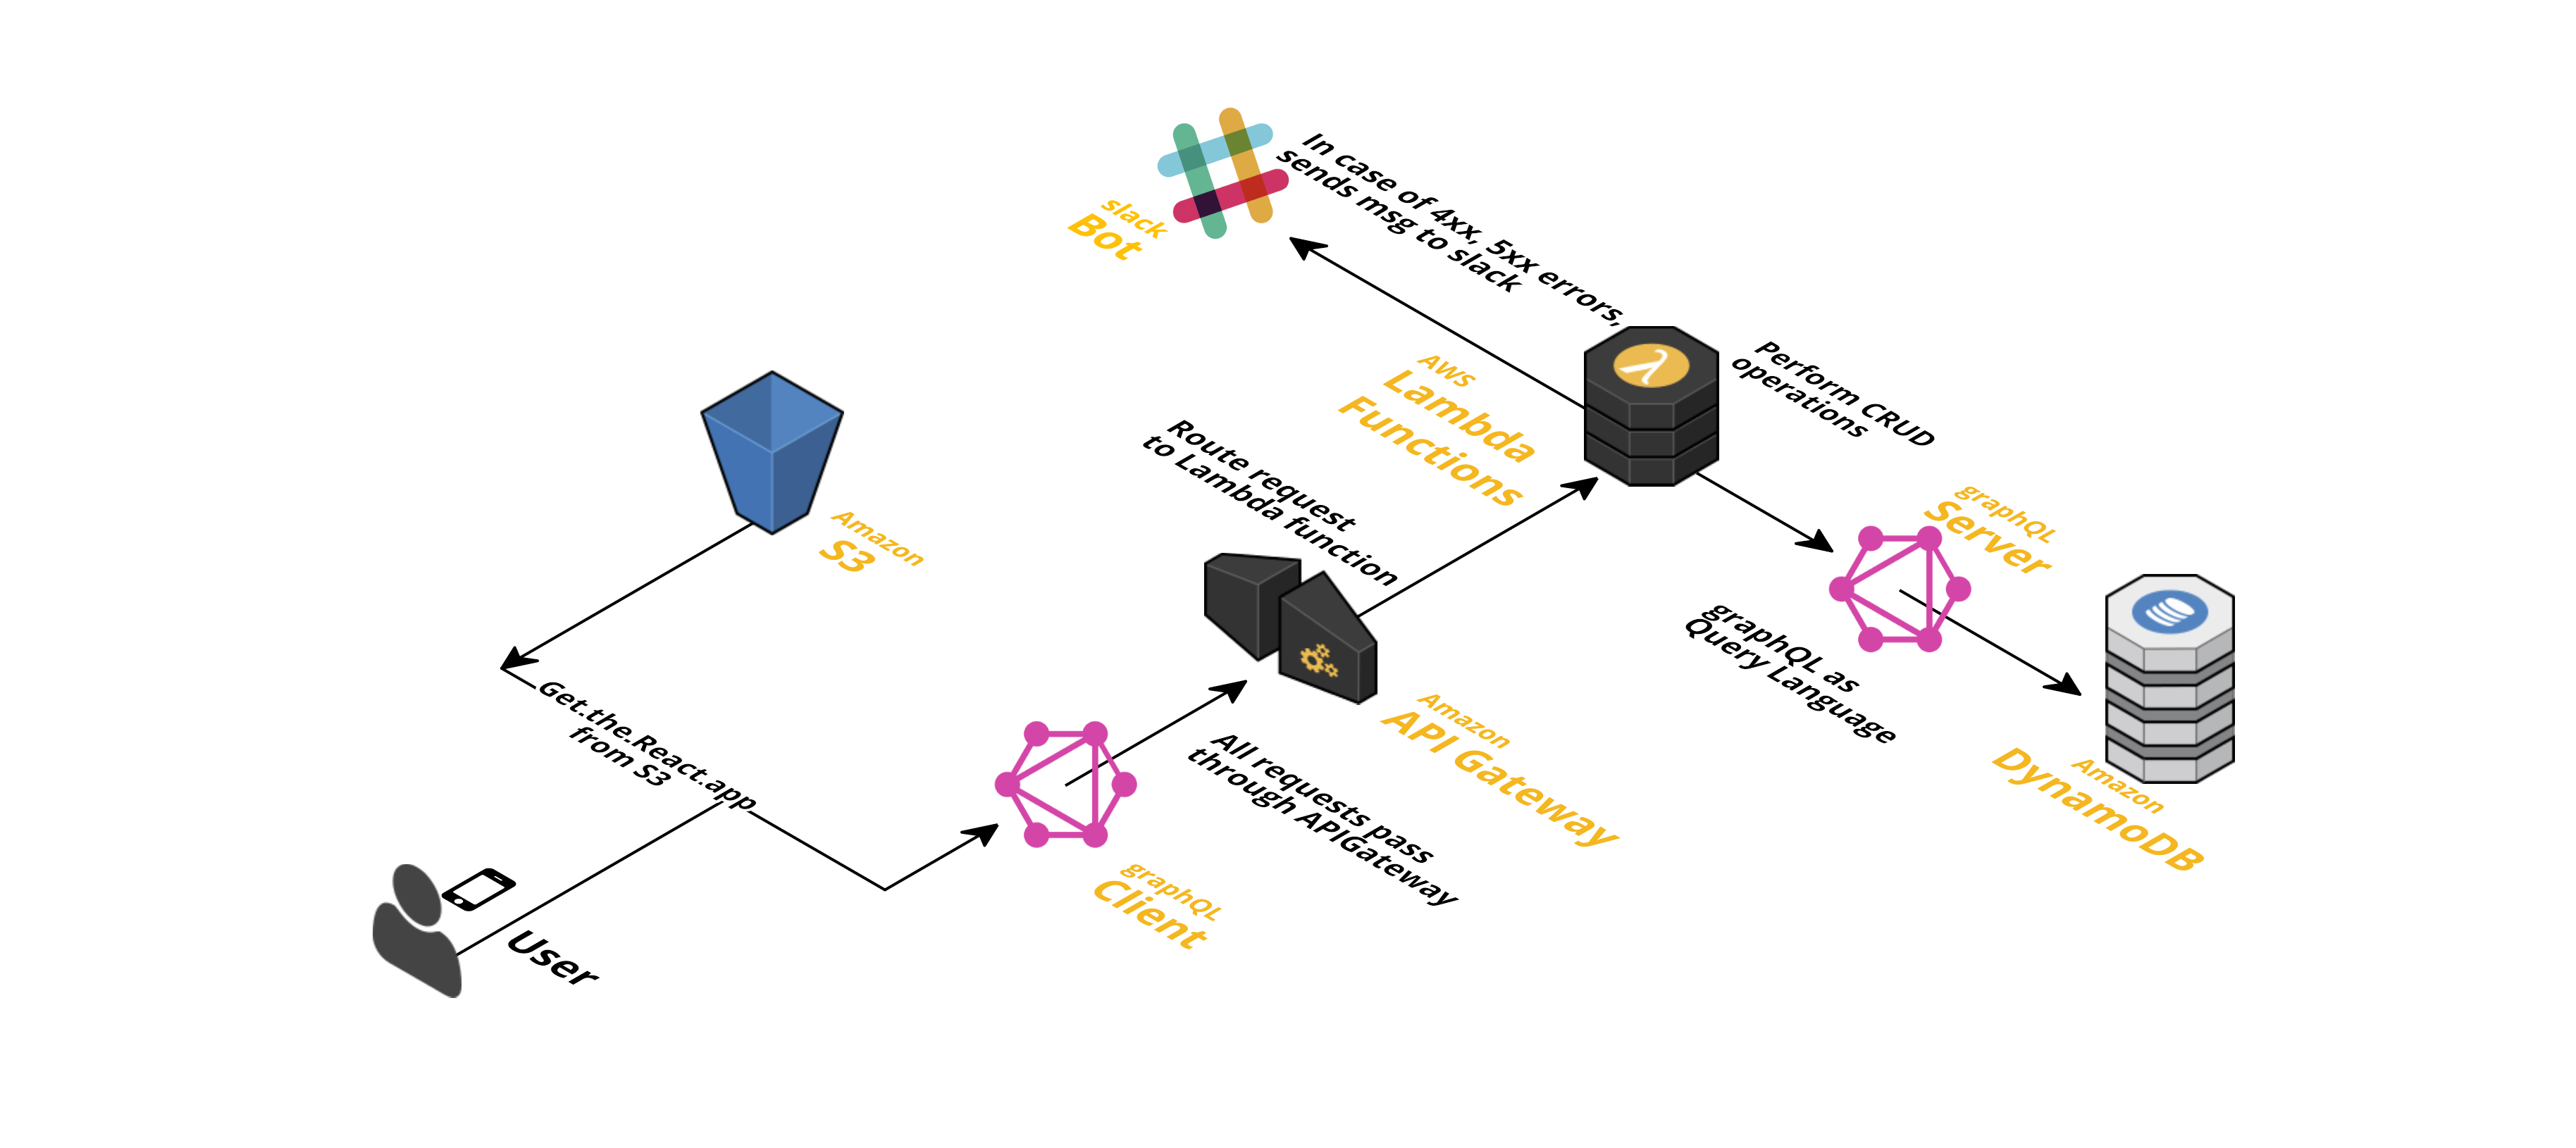 slack
Bot
In case of 4xx, 5xx errors,
sends msg to slack
AWS
Lambda
Functions
Perform CRUD
operations
Route request
to Lambda function
Amazon
S3
graphQL
Server
graphQL as
Query Language
Get.the.React.app
from S3
Amazon
API Gateway
All requests pass
through APIGateway
Amazon
DynamoDB
graphQL
Client
User